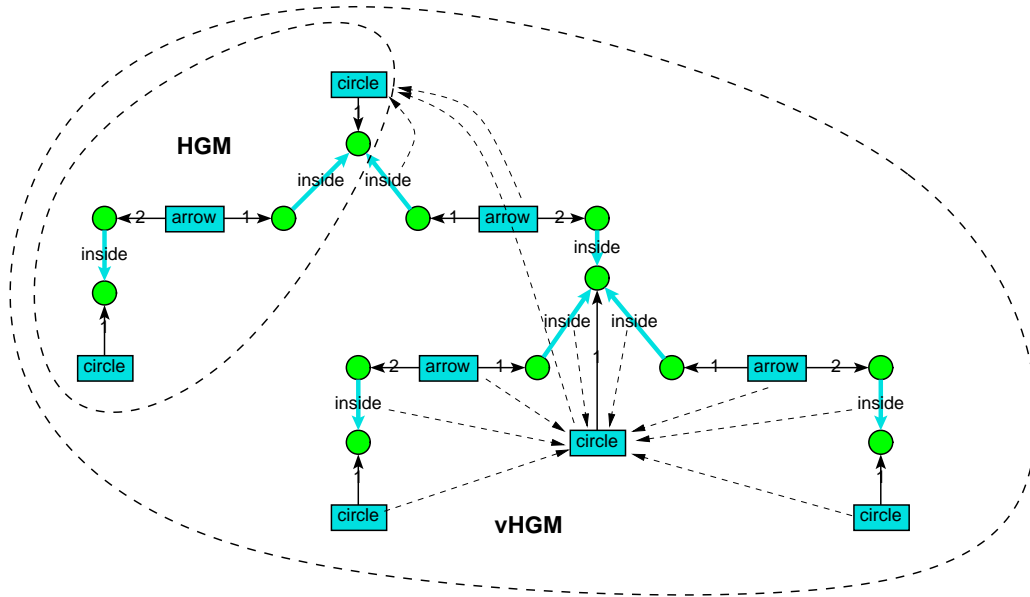 circle
1
HGM
inside inside
2 arrow 1 1 arrow 2
inside inside
1 inside inside
circle 2 arrow 1 1 1 arrow 2
inside inside
circle
1 1
circle circle
vHGM